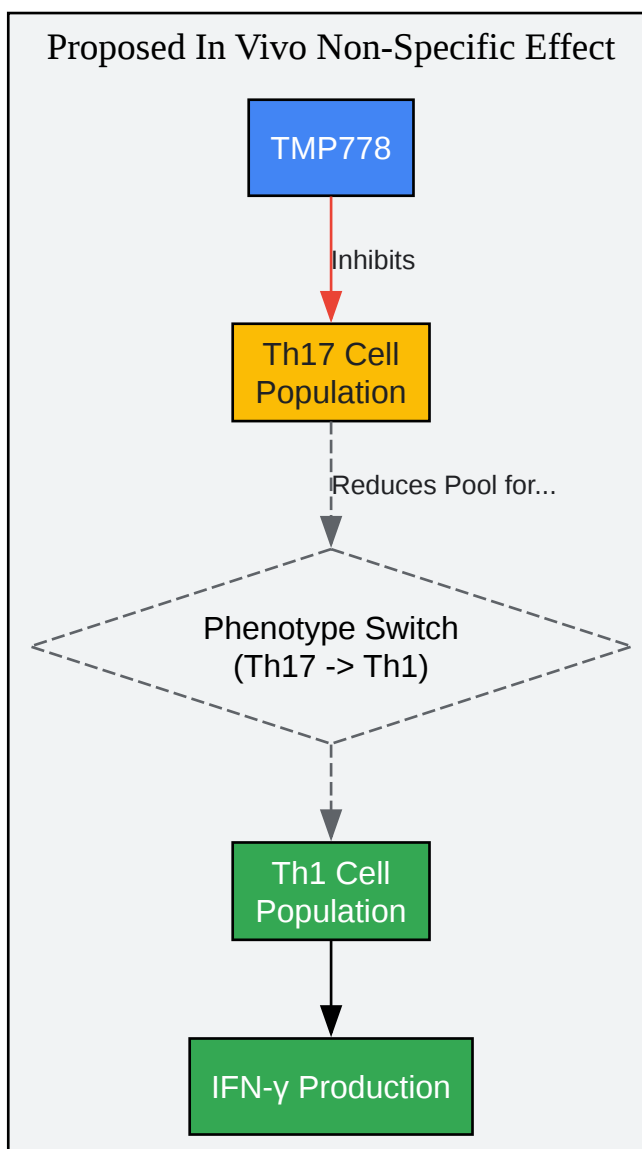 Proposed In Vivo Non-Specific Effect
TMP778
Inhibits
Th17 Cell
Population
Reduces Pool for...
Phenotype Switch
(Th17 -> Th1)
Th1 Cell
Population
IFN-γ Production